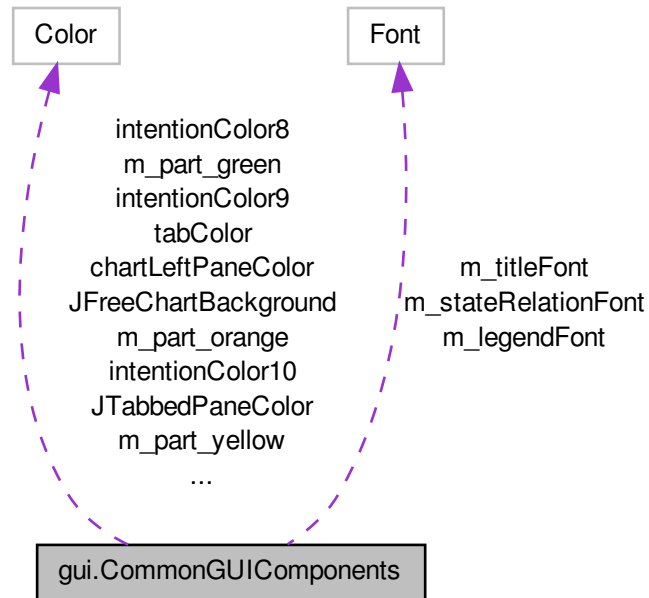 Color
Font
intentionColor8
m_part_green
intentionColor9
tabColor
chartLeftPaneColor
JFreeChartBackground
m_part_orange
intentionColor10
JTabbedPaneColor
m_part_yellow
...
m_titleFont
m_stateRelationFont
m_legendFont
gui.CommonGUIComponents